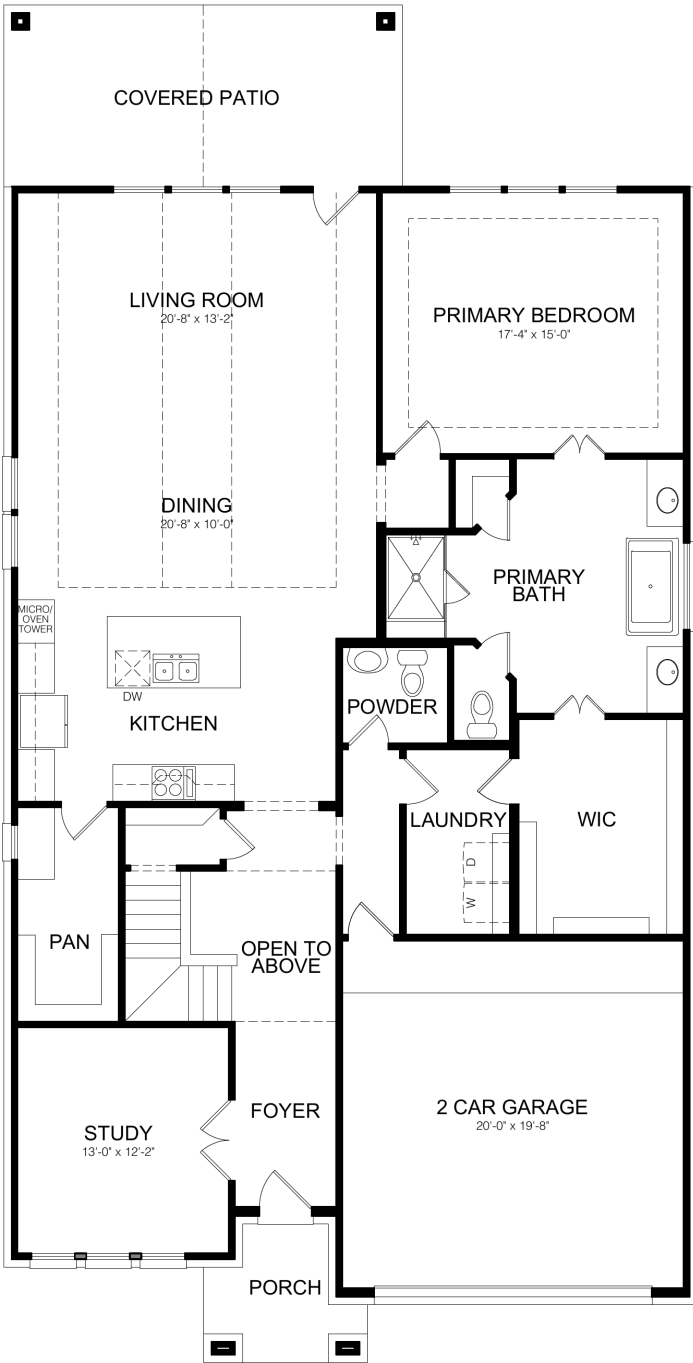 COVERED PATIO
LIVING ROOM
20'-8" x 13'-2"
PRIMARY BEDROOM
17'-4" x 15'-0"
DINING
20'-8" x 10'-0"
PRIMARY
BATH
MICRO/
OVEN
TOWER
DW
KITCHEN
POWDER
LAUNDRY
WIC
D
W
PAN
OPEN TO
ABOVE
FOYER
2 CAR GARAGE
20'-0" x 19'-8"
STUDY
13'-0" x 12'-2"
PORCH